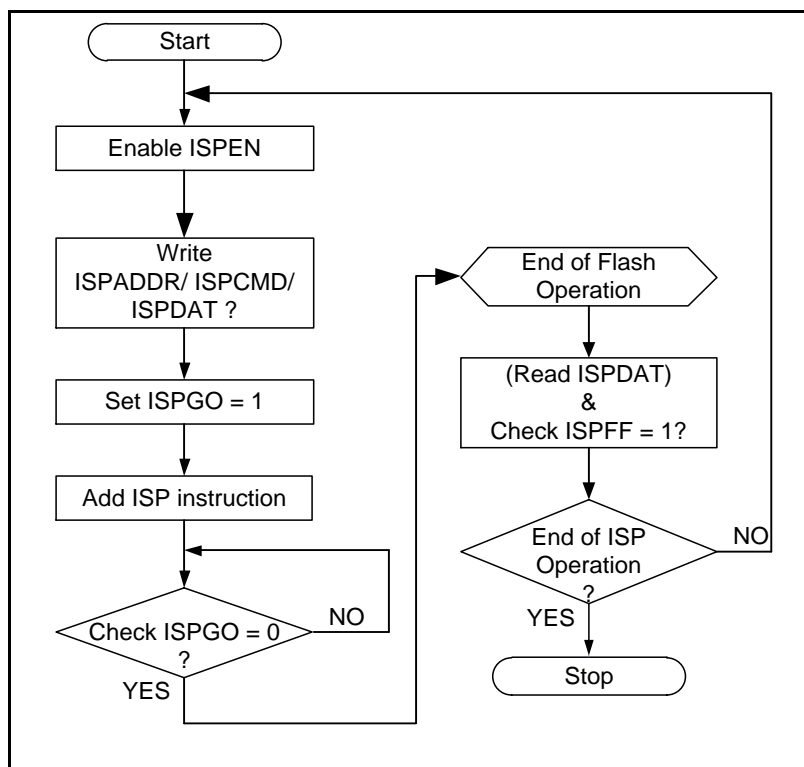 Start
Enable ISPEN
Write
ISPADDR/ ISPCMD/
ISPDAT ?
Set ISPGO = 1
Add ISP instruction
Check ISPGO = 0
?
NO
YES
End of Flash
Operation
(Read ISPDAT)
&
Check ISPFF = 1?
End of ISP
Operation
?
NO
YES
Stop